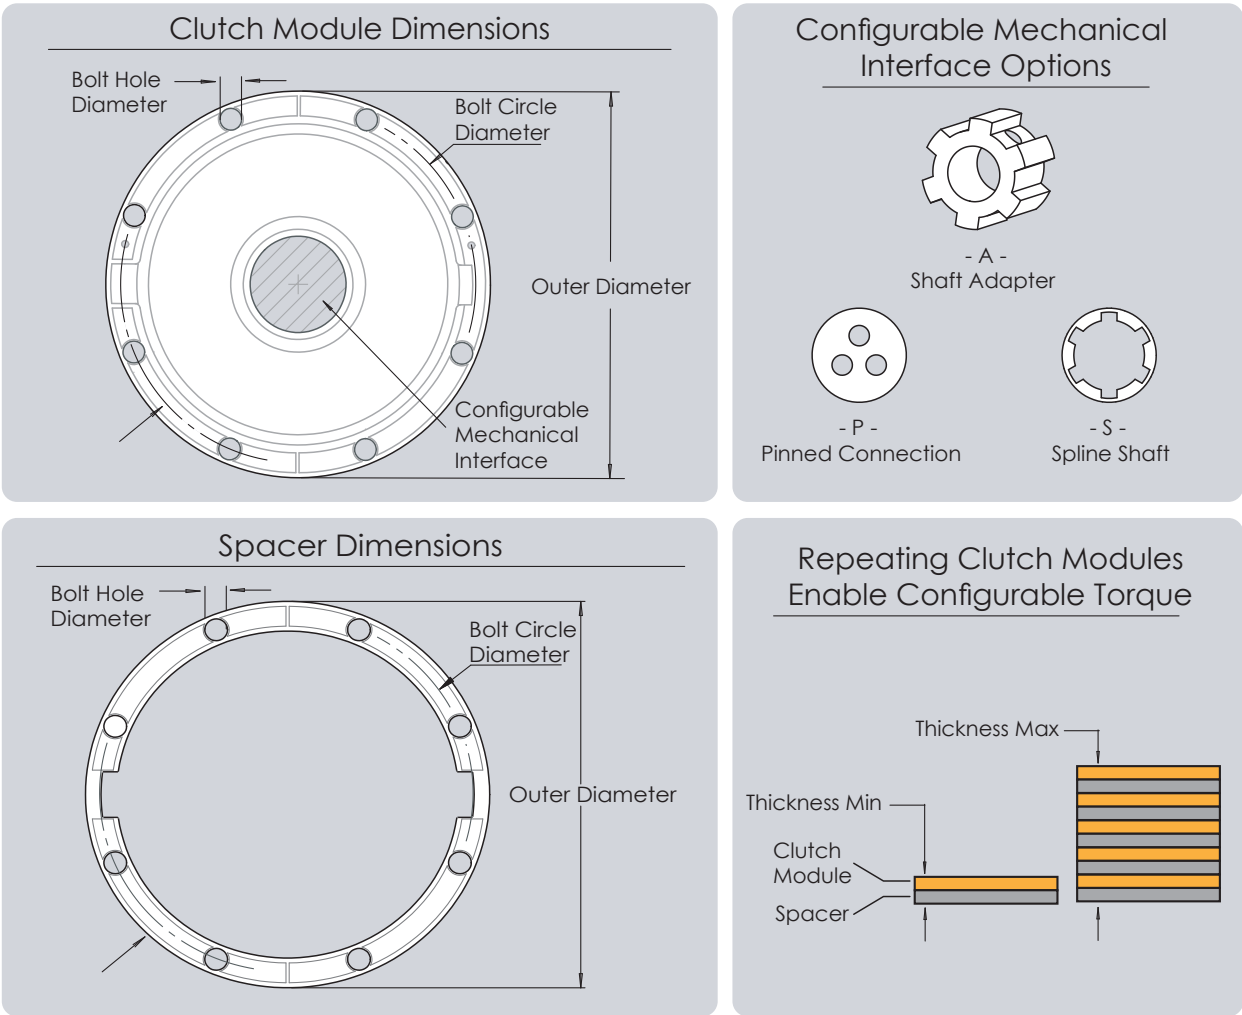 Clutch Module Dimensions
Bolt Hole
Diameter
Bolt Circle
Diameter
Outer Diameter
Configurable
Mechanical
Interface
Configurable Mechanical
Interface Options
- A -
Shaft Adapter
- P -
Pinned Connection
- S -
Spline Shaft
Spacer Dimensions
Bolt Hole
Diameter
Bolt Circle
Diameter
Outer Diameter
Repeating Clutch Modules
Enable Configurable Torque
Thickness Max
Thickness Min
Clutch
Module
Spacer